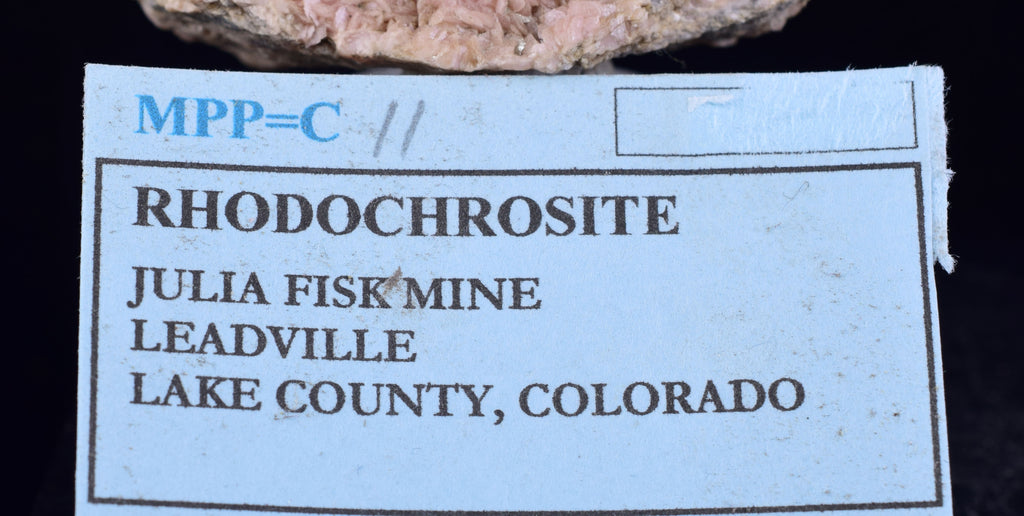 MPP=C 11
RHODOCHROSITE
JULIA FISK MINE
LEADVILLE
LAKE COUNTY, COLORADO